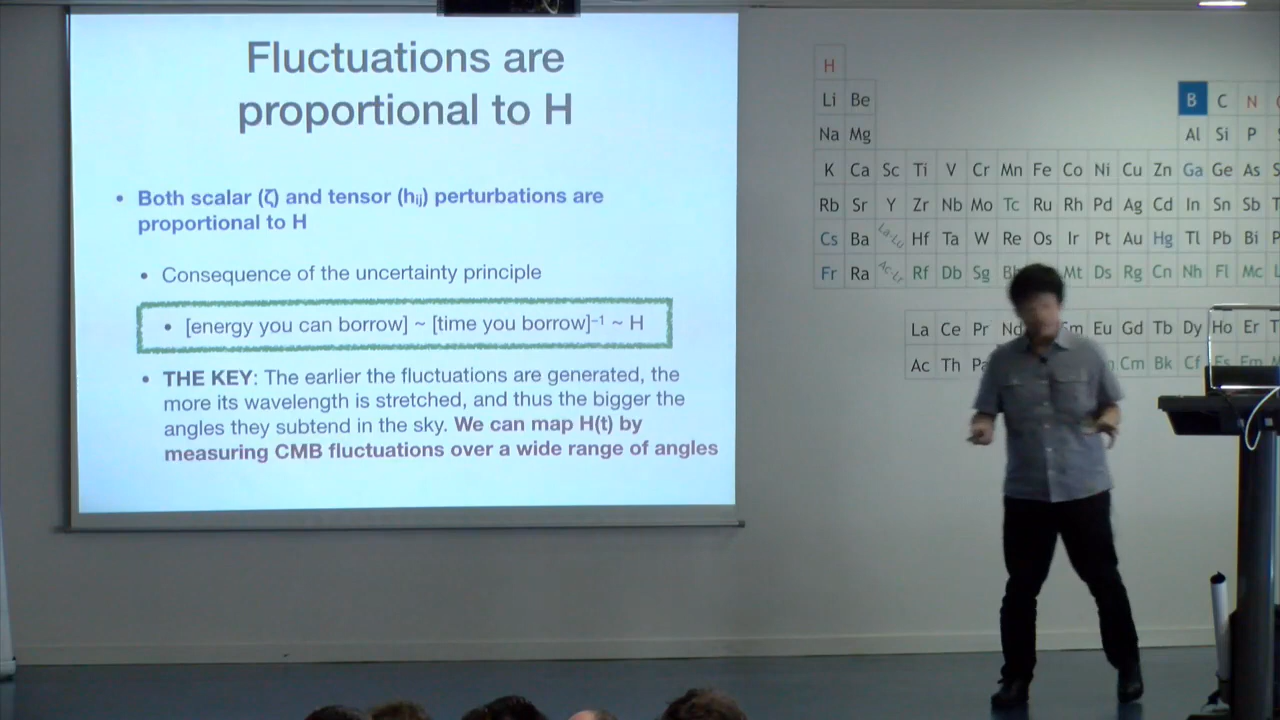 Fluctuations are
proportional to H
• Both scalar (ζ) and tensor (hij) perturbations are
proportional to H
• Consequence of the uncertainty principle
• [energy you can borrow] ~ [time you borrow]–1 ~ H
• THE KEY: The earlier the fluctuations are generated, the
more its wavelength is stretched, and thus the bigger the
angles they subtend in the sky. We can map H(t) by
measuring CMB fluctuations over a wide range of angles
H
Li Be B C N
Na Mg Al Si P
K Ca Sc Ti V Cr Mn Fe Co Ni Cu Zn Ga Ge As
Rb Sr Y Zr Nb Mo Tc Ru Rh Pd Ag Cd In Sn Sb
Cs Ba La-Lu Hf Ta W Re Os Ir Pt Au Hg Tl Pb Bi
Fr Ra Ac-Lr Rf Db Sg Mt Ds Rg Cn Nh Fl Mc
La Ce Pr Nd Eu Gd Tb Dy Ho Er
Ac Th Cm Bk Cf Es Fm